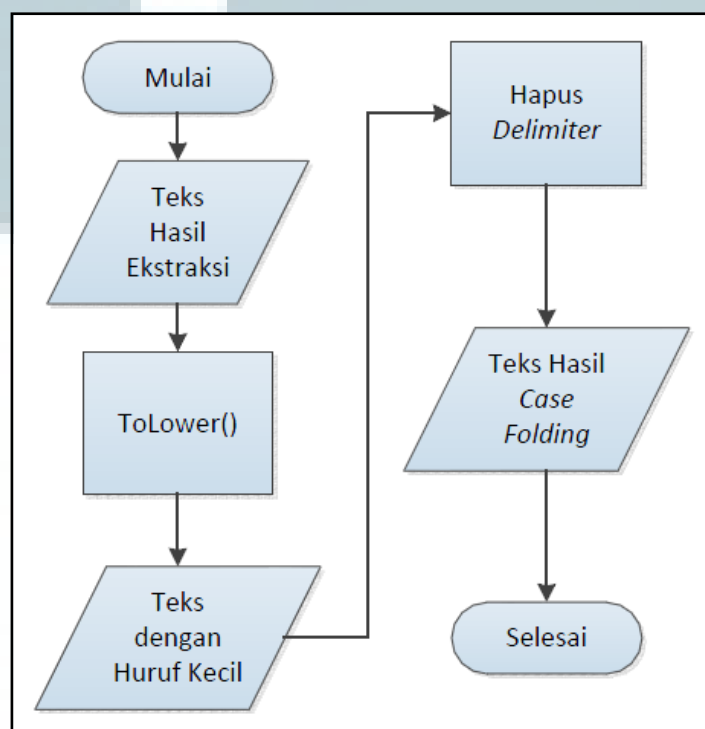 Mulai
Teks
Hasil
Ekstraksi
ToLower()
Teks
dengan
Huruf Kecil
Hapus
Delimiter
Teks Hasil
Case
Folding
Selesai